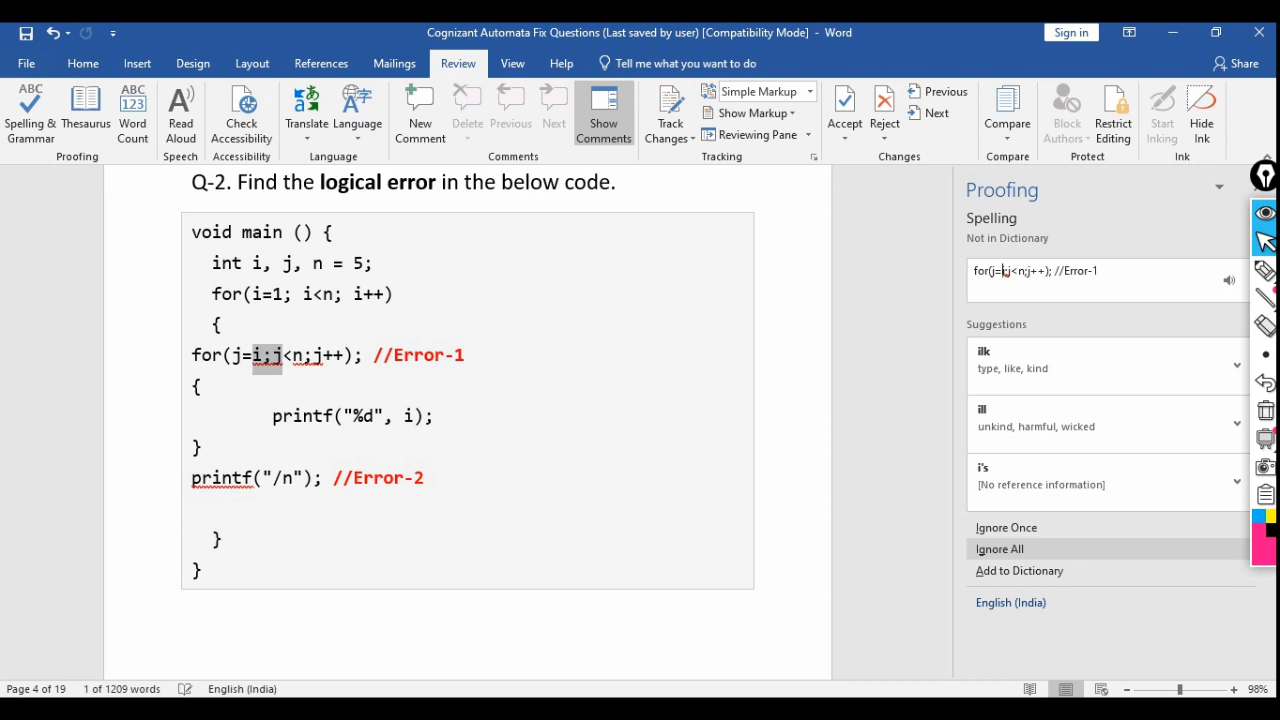 Cognizant Automata Fix Questions (Last saved by user) [Compatibility Mode] - Word
Sign in
File Home Insert Design Layout References Mailings Review View Help Tell me what you want to do Share
ABC
Spelling & Grammar
Thesaurus
ABC
123
Word Count
Proofing
Read Aloud
Speech
Check Accessibility
Accessibility
Translate
Language
Language
New Comment
Delete
Previous
Next
Show Comments
Comments
Track Changes
Simple Markup
Show Markup
Reviewing Pane
Tracking
Accept
Reject
Previous
Next
Changes
Compare
Compare
Block Authors
Restrict Editing
Protect
Start Inking
Hide Ink
Ink
Q-2. Find the logical error in the below code.
void main () {
int i, j, n = 5;
for(i=1; i<n; i++)
{
for(j=i;j<n;j++); //Error-1
{
printf("%d", i);
}
printf("/n"); //Error-2
}
}
Proofing
Spelling
Not in Dictionary
for(j=i;j<n;j++); //Error-1
Suggestions
ilk
type, like, kind
ill
unkind, harmful, wicked
i's
[No reference information]
Ignore Once
Ignore All
Add to Dictionary
English (India)
Page 4 of 19
1 of 1209 words
English (India)
98%